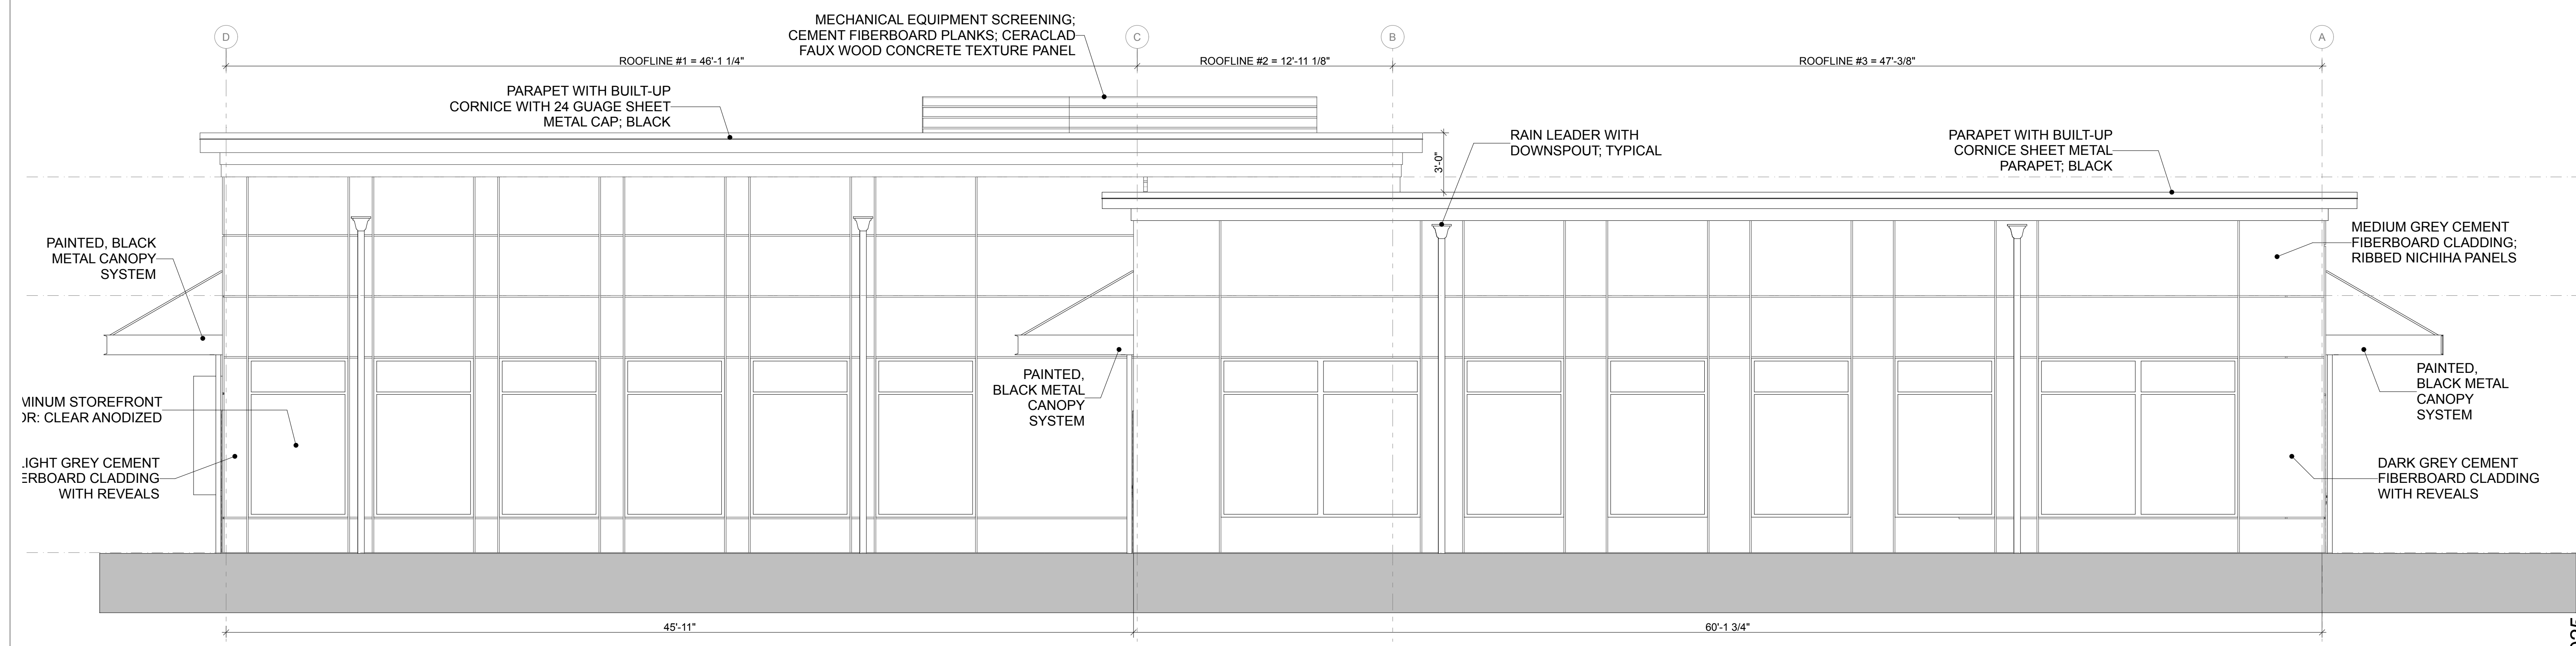 MECHANICAL EQUIPMENT SCREENING;
CEMENT FIBERBOARD PLANKS; CERACLAD
FAUX WOOD CONCRETE TEXTURE PANEL
D
C
B
A
ROOFLINE #1 = 46'-1 1/4"
ROOFLINE #2 = 12'-11 1/8"
ROOFLINE #3 = 47'-3/8"
PARAPET WITH BUILT-UP
CORNICE WITH 24 GUAGE SHEET
METAL CAP; BLACK
3'-0"
RAIN LEADER WITH
DOWNSPOUT; TYPICAL
PARAPET WITH BUILT-UP
CORNICE SHEET METAL
PARAPET; BLACK
PAINTED, BLACK
METAL CANOPY
SYSTEM
MEDIUM GREY CEMENT
FIBERBOARD CLADDING;
RIBBED NICHIHA PANELS
PAINTED,
BLACK METAL
CANOPY
SYSTEM
PAINTED,
BLACK METAL
CANOPY
SYSTEM
MINUM STOREFRONT
OR: CLEAR ANODIZED
IGHT GREY CEMENT
ERBOARD CLADDING
WITH REVEALS
DARK GREY CEMENT
FIBERBOARD CLADDING
WITH REVEALS
45'-11"
60'-1 3/4"